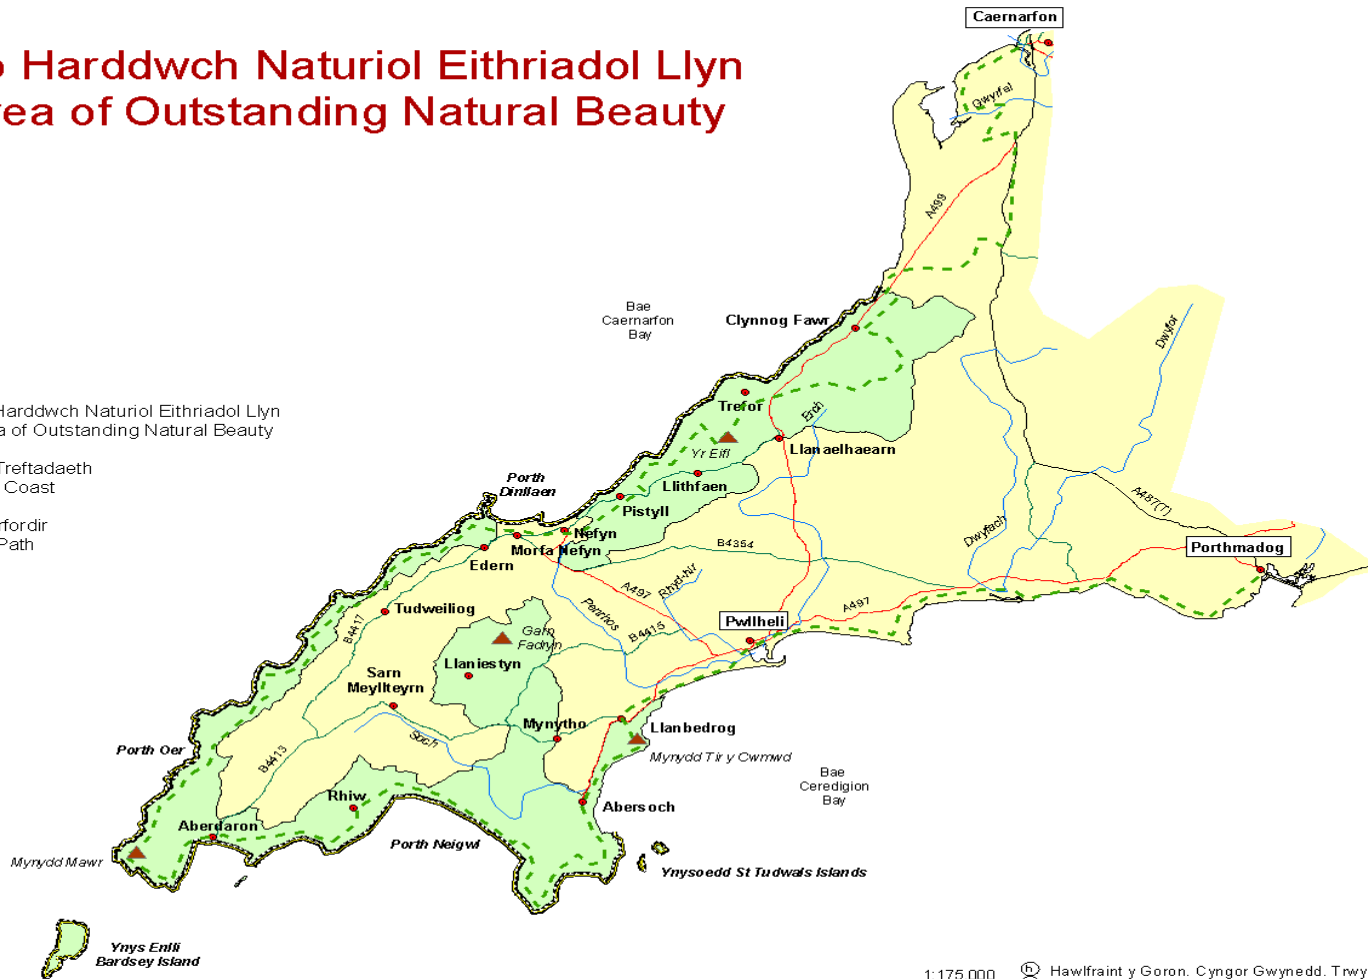 Harddwch Naturiol Eithriadol Llyn
Area of Outstanding Natural Beauty
Caernarfon
Gwyrfai
A499
Bae
Caernarfon
Bay
Clynnog Fawr
Dwyfor
Harddwch Naturiol Eithriadol Llyn
of Outstanding Natural Beauty
Treftadaeth
Coast
Path
Trefor
Erch
Yr Eifl
Llanaelhaearn
Llithfaen
Porth
Dinllaen
Pistyll
Nefyn
Morfa Nefyn
Edern
B4354
Dwyfach
A487(T)
Porthmadog
Tudweiliog
B4417
A497
Rhyd-hir
Penrhos
B4415
A497
Pwllheli
Garn
Fadryn
Llaniestyn
Sarn
Meyllteyrn
Mynytho
Llanbedrog
Mynydd Tir y Cwmwd
Soch
Porth Oer
B4413
Bae
Ceredigion
Bay
Rhiw
Abersoch
Aberdaron
Porth Neigwl
Mynydd Mawr
Ynysoedd St Tudwals Islands
Ynys Enlli
Bardsey Island
1:175,000
Hawlfraint y Goron. Cyngor Gwynedd. Trwy